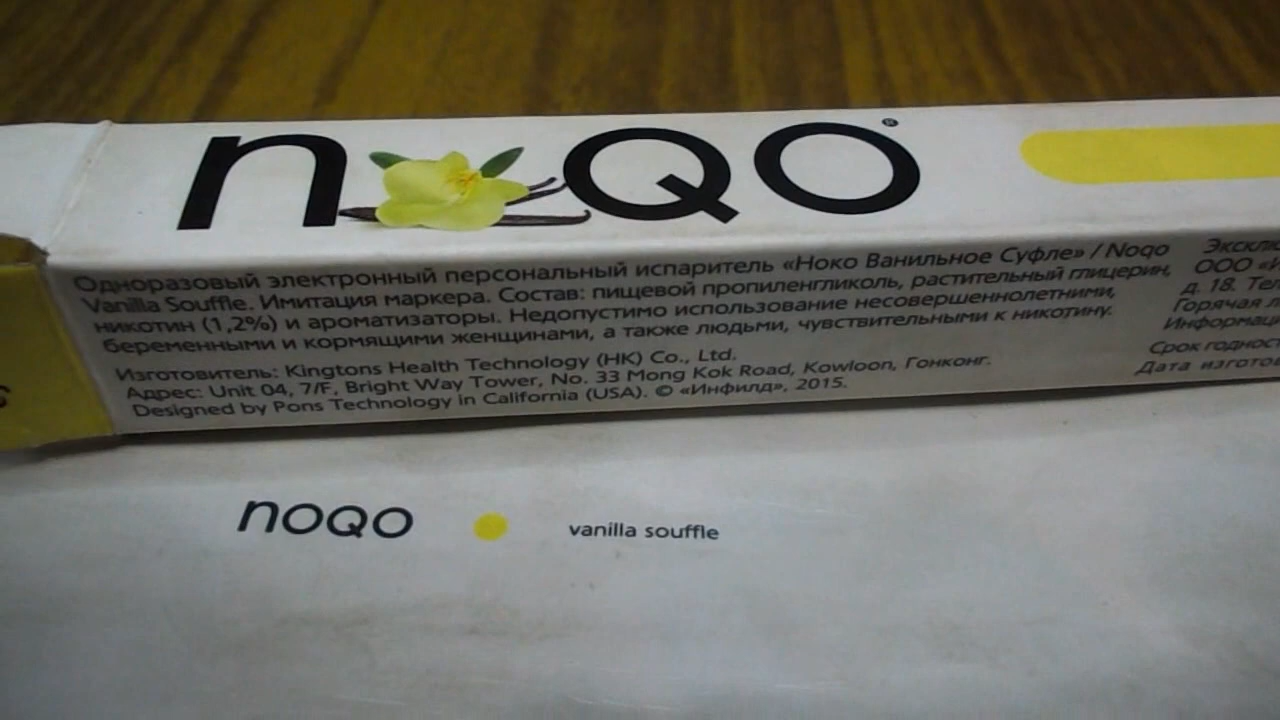 noQO®
Одноразовый электронный персональный испаритель «Ноко Ванильное Суфле» / Noqo
Vanilla Souffle. Имитация маркера. Состав: пищевой пропиленгликоль, растительный глицерин,
никотин (1,2%) и ароматизаторы. Недопустимо использование несовершеннолетними,
беременными и кормящими женщинами, а также людьми, чувствительными к никотину.
Изготовитель: Kingtons Health Technology (HK) Co., Ltd.
Адрес: Unit 04, 7/F, Bright Way Tower, No. 33 Mong Kok Road, Kowloon, Гонконг.
Designed by Pons Technology in California (USA). © «Инфилд», 2015.
ООО
д. 18. Тел
Горячая
Срок
Дата
noQO vanilla souffle